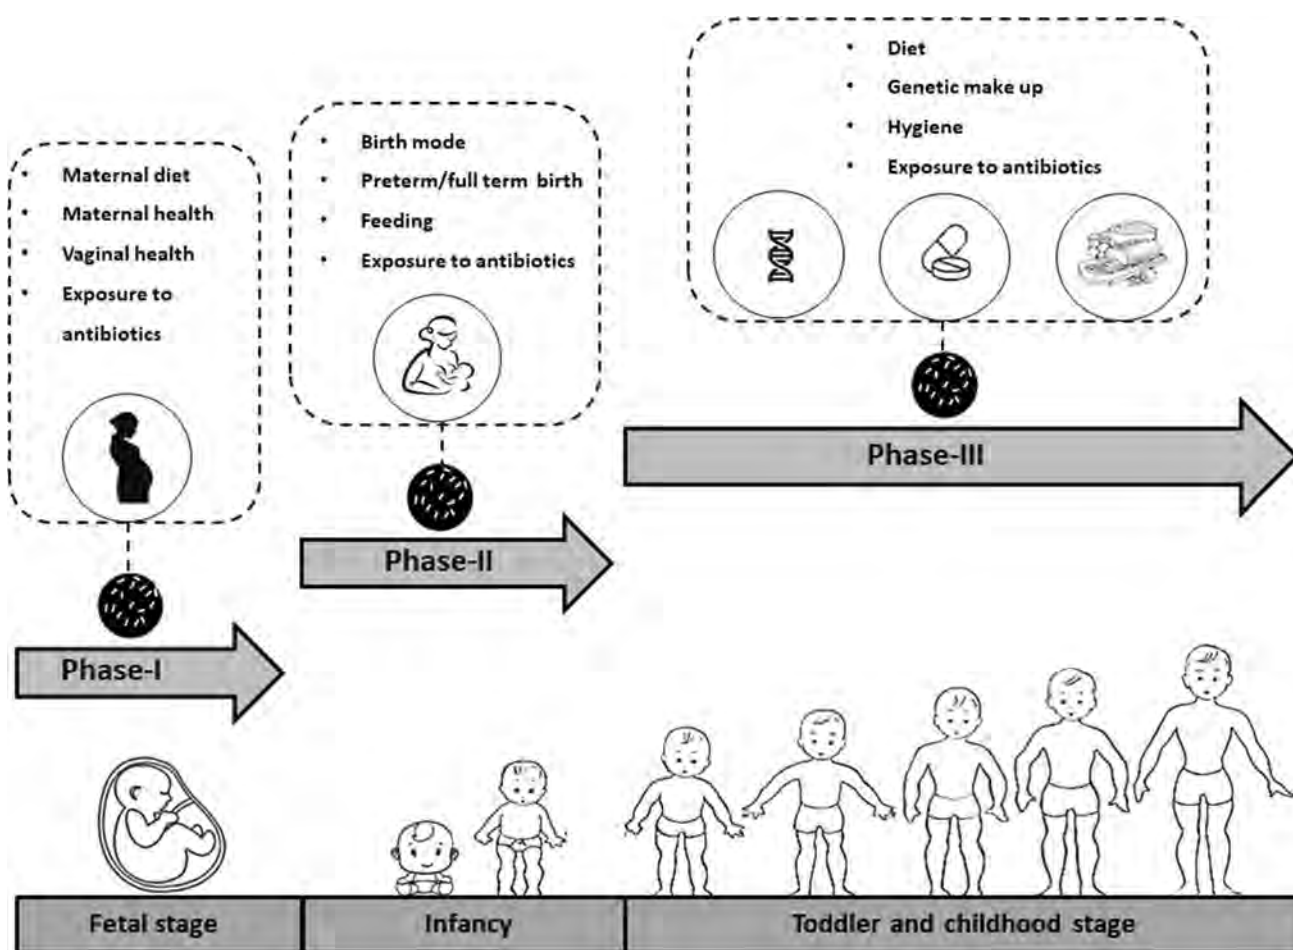 • Maternal diet
• Maternal health
• Vaginal health
• Exposure to
antibiotics
Phase-I
• Birth mode
• Preterm/full term birth
• Feeding
• Exposure to antibiotics
Phase-II
• Diet
• Genetic make up
• Hygiene
• Exposure to antibiotics
Phase-III
Fetal stage
Infancy
Toddler and childhood stage